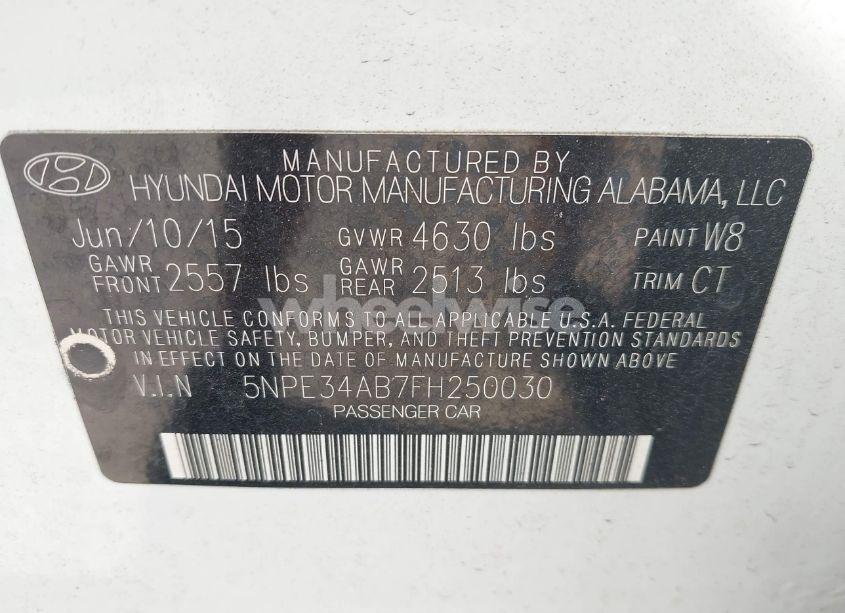 MANUFACTURED BY
HYUNDAI MOTOR MANUFACTURING ALABAMA, LLC
Jun/10/15 GVWR 4630 lbs PAINT W8
GAWR FRONT 2557 lbs GAWR REAR 2513 lbs TRIM CT
wheelwise
THIS VEHICLE CONFORMS TO ALL APPLICABLE U.S.A. FEDERAL
MOTOR VEHICLE SAFETY, BUMPER, AND THEFT PREVENTION STANDARDS
IN EFFECT ON THE DATE OF MANUFACTURE SHOWN ABOVE
V.I.N 5NPE34AB7FH250030
PASSENGER CAR